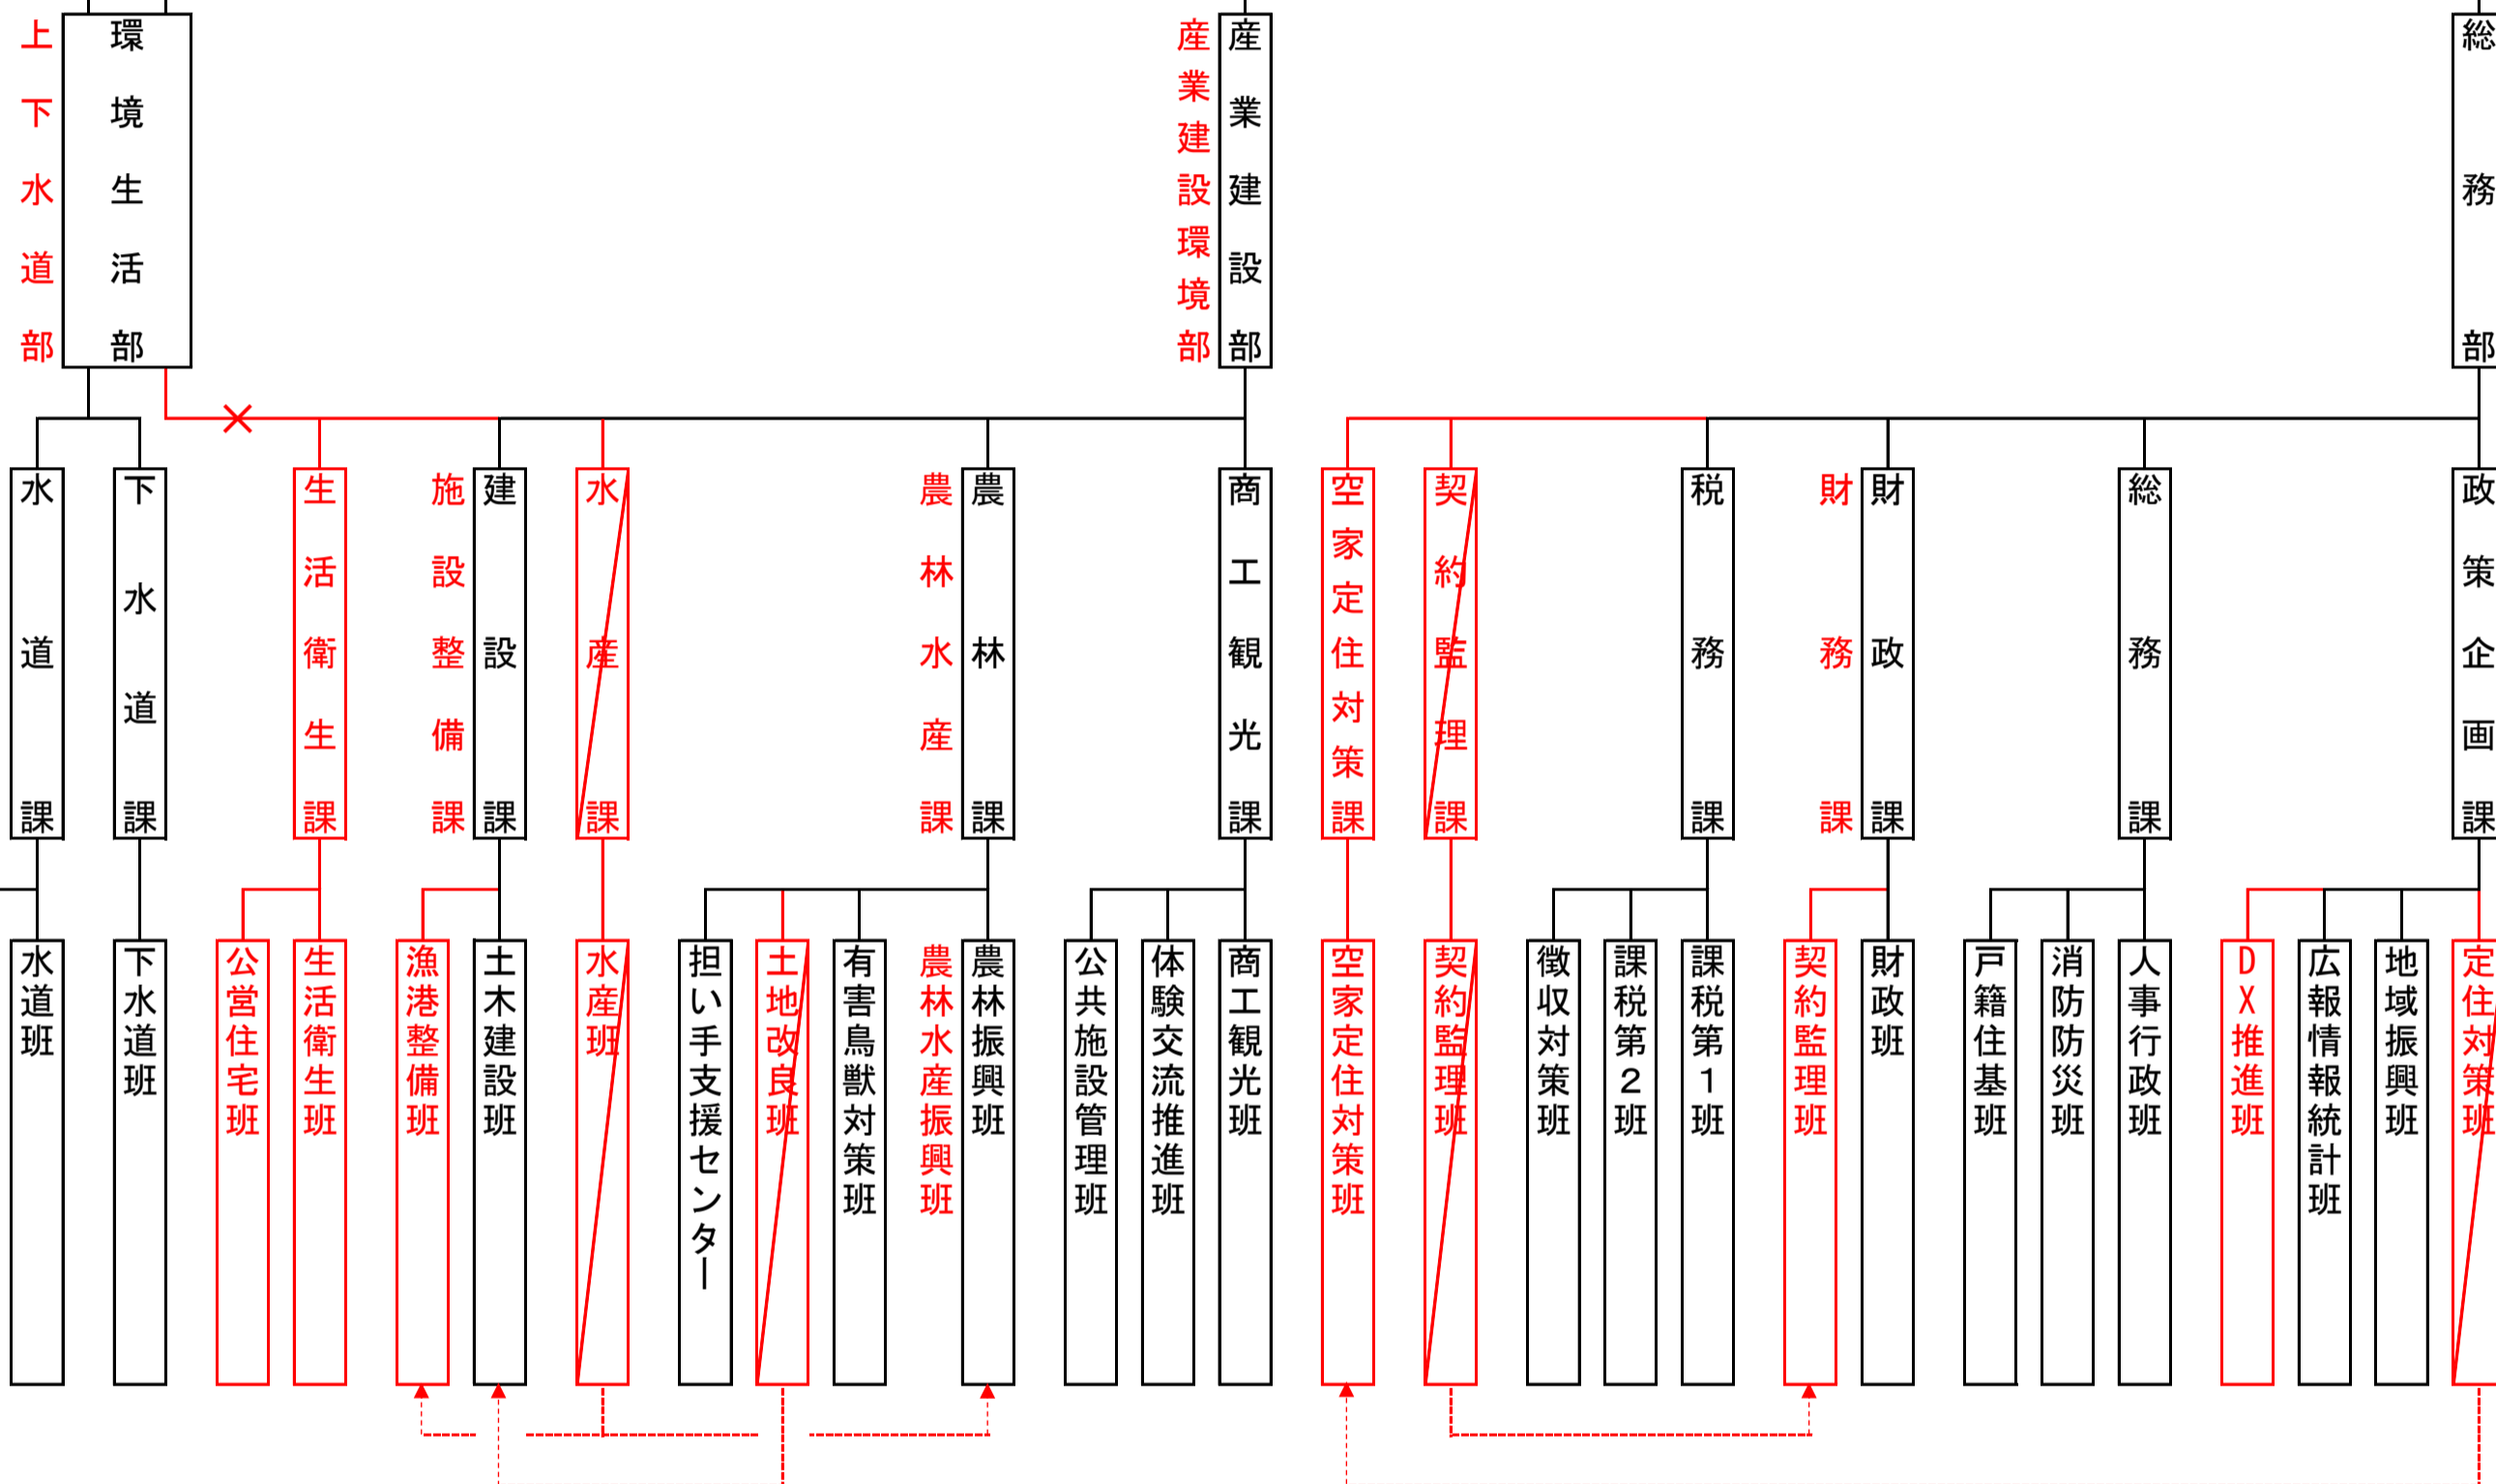 総務部
産業建設部
産業建設環境部
環境生活部
上下水道部
政策企画課
総務課
財政課
財務課
税務課
契約監理課
空家定住対策課
商工観光課
農林課
農林水産課
水産課
建設課
施設整備課
生活衛生課
下水道課
水道課
定住対策班
地域振興班
広報情報統計班
DX推進班
人事行政班
消防防災班
戸籍住基班
財政班
契約監理班
課税第1班
課税第2班
徴収対策班
契約監理班
空家定住対策班
商工観光班
体験交流推進班
公共施設管理班
農林振興班
農林水産振興班
有害鳥獣対策班
土地改良班
担い手支援センター
水産班
土木建設班
漁港整備班
生活衛生班
公営住宅班
下水道班
水道班